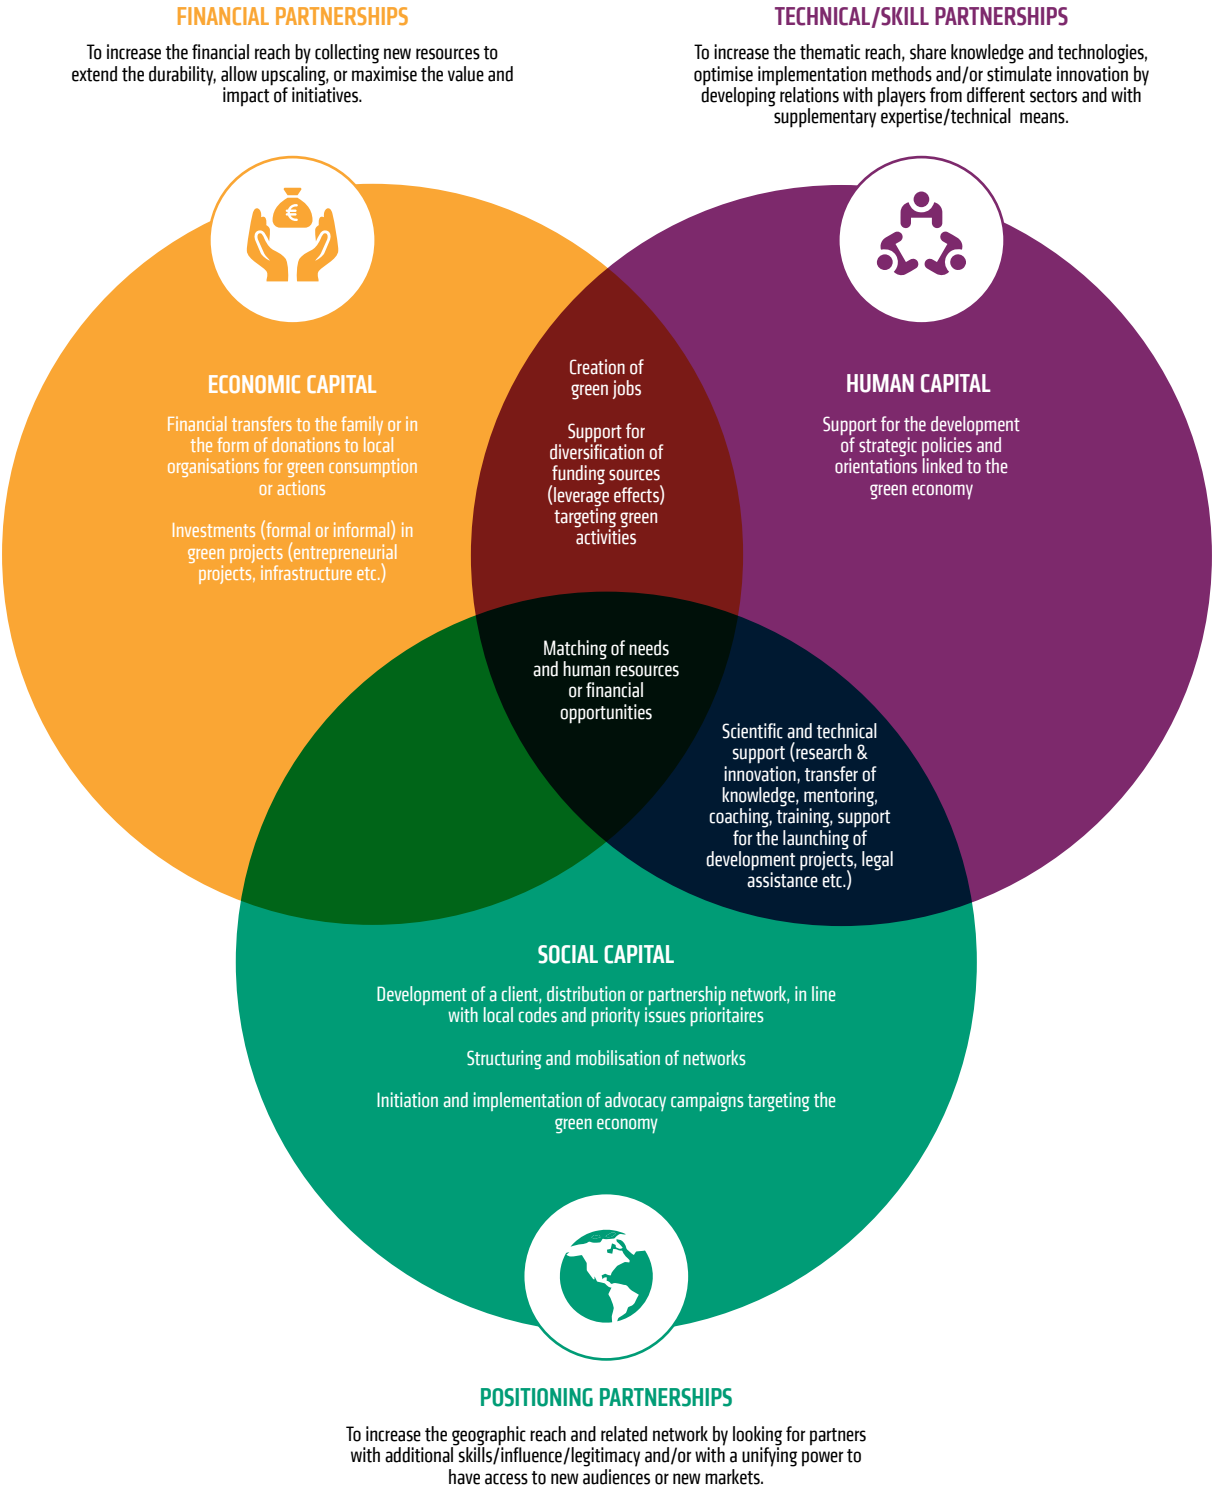 FINANCIAL PARTNERSHIPS
To increase the financial reach by collecting new resources to
extend the durability, allow upscaling, or maximise the value and
impact of initiatives.
TECHNICAL/SKILL PARTNERSHIPS
To increase the thematic reach, share knowledge and technologies,
optimise implementation methods and/or stimulate innovation by
developing relations with players from different sectors and with
supplementary expertise/technical means.
€
ECONOMIC CAPITAL
Financial transfers to the family or in
the form of donations to local
organisations for green consumption
or actions
Investments (formal or informal) in
green projects (entrepreneurial
projects, infrastructure etc.)
Creation of
green jobs
Support for
diversification of
funding sources
(leverage effects)
targeting green
activities
HUMAN CAPITAL
Support for the development
of strategic policies and
orientations linked to the
green economy
Matching of needs
and human resources
or financial
opportunities
Scientific and technical
support (research &
innovation, transfer of
knowledge, mentoring,
coaching, training, support
for the launching of
development projects, legal
assistance etc.)
SOCIAL CAPITAL
Development of a client, distribution or partnership network, in line
with local codes and priority issues prioritaires
Structuring and mobilisation of networks
Initiation and implementation of advocacy campaigns targeting the
green economy
POSITIONING PARTNERSHIPS
To increase the geographic reach and related network by looking for partners
with additional skills/influence/legitimacy and/or with a unifying power to
have access to new audiences or new markets.